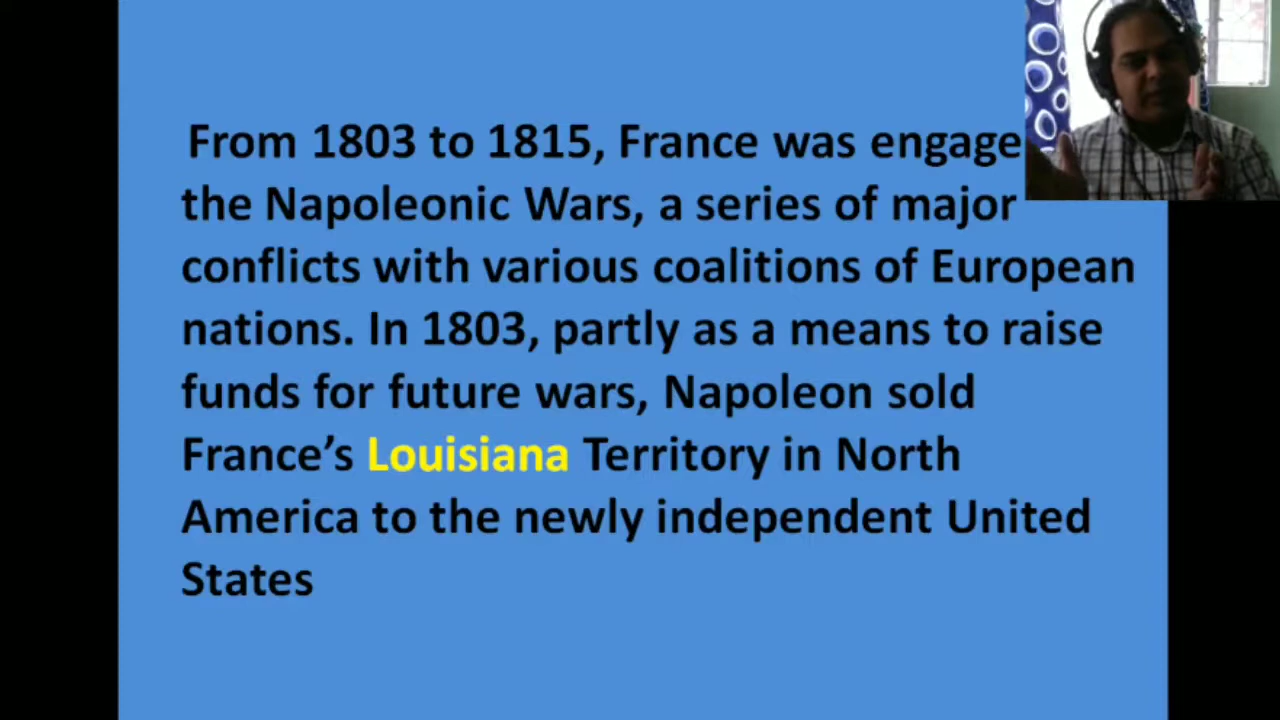 From 1803 to 1815, France was engage
the Napoleonic Wars, a series of major
conflicts with various coalitions of European
nations. In 1803, partly as a means to raise
funds for future wars, Napoleon sold
France’s Louisiana Territory in North
America to the newly independent United
States